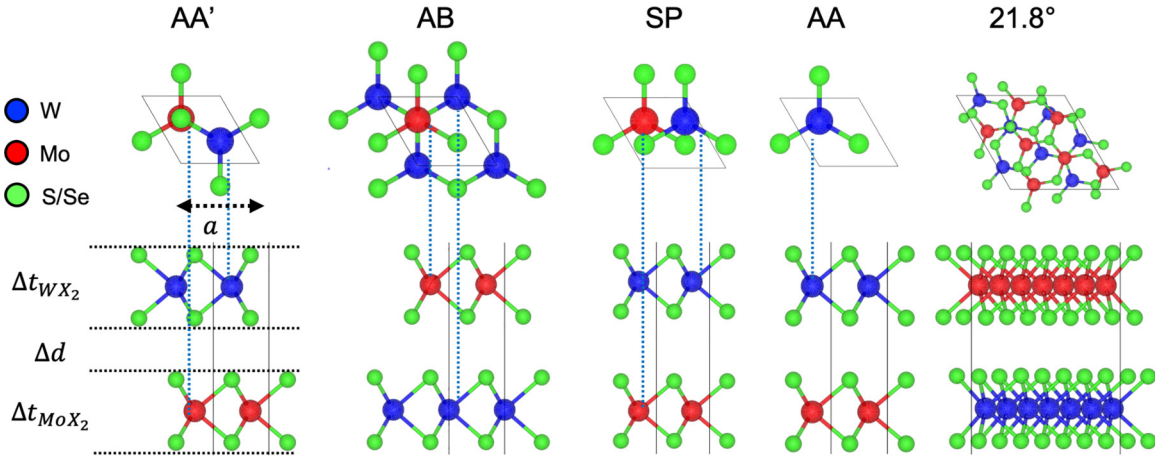 AA’
AB
SP
AA
21.8°
W
Mo
S/Se
a
Δt_{WX_2}
Δd
Δt_{MoX_2}